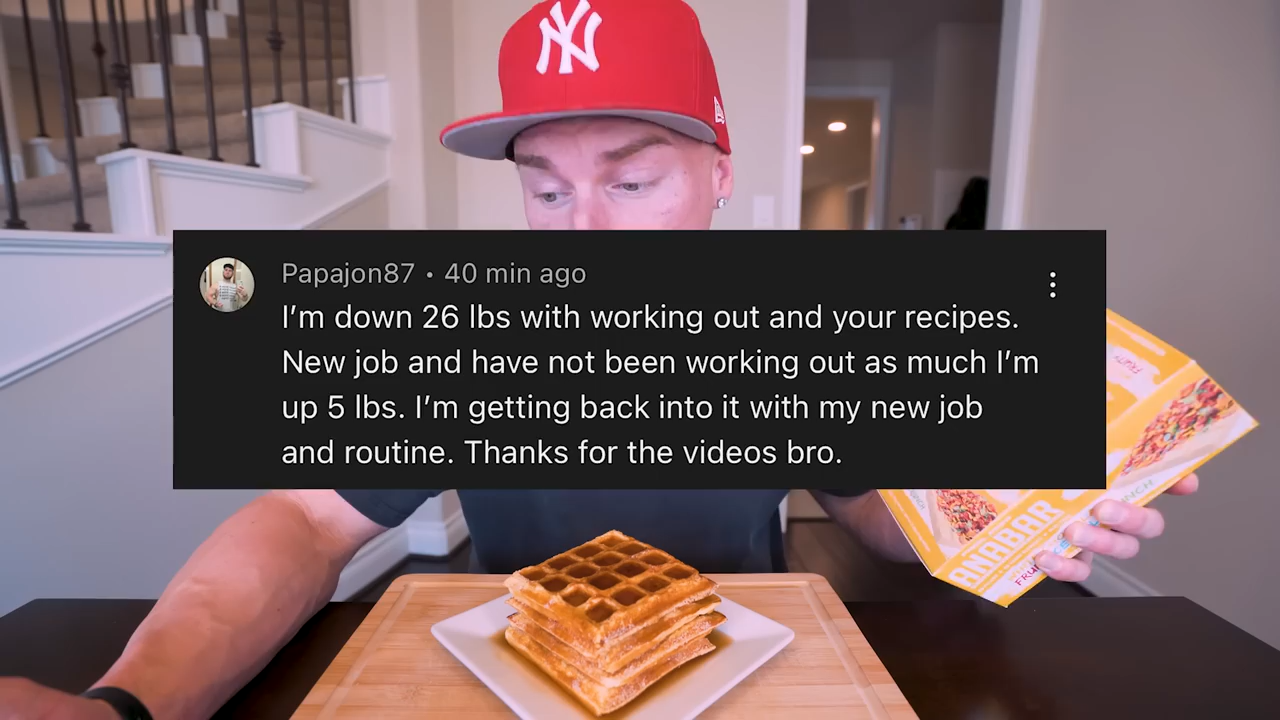 NY
Papajon87 • 40 min ago
I’m down 26 lbs with working out and your recipes.
New job and have not been working out as much I’m
up 5 lbs. I’m getting back into it with my new job
and routine. Thanks for the videos bro.
ANABAR